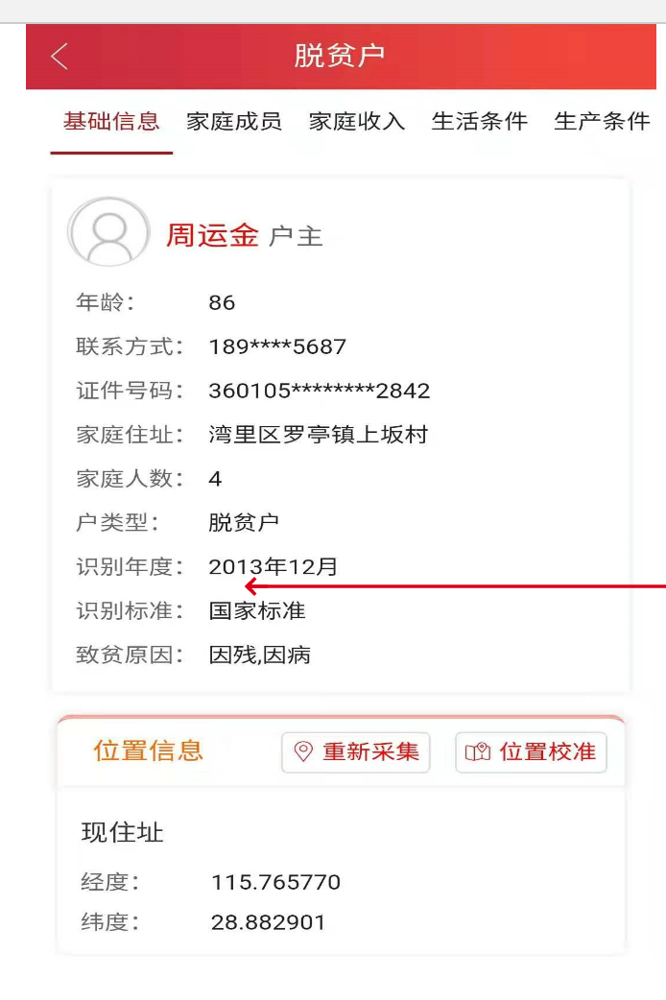 脱贫户
基础信息 家庭成员 家庭收入 生活条件 生产条件
周运金 户主
年龄： 86
联系方式： 189****5687
证件号码： 360105********2842
家庭住址： 湾里区罗亭镇上坂村
家庭人数： 4
户类型： 脱贫户
识别年度： 2013年12月
识别标准： 国家标准
致贫原因： 因残,因病
位置信息 重新采集 位置校准
现住址
经度： 115.765770
纬度： 28.882901